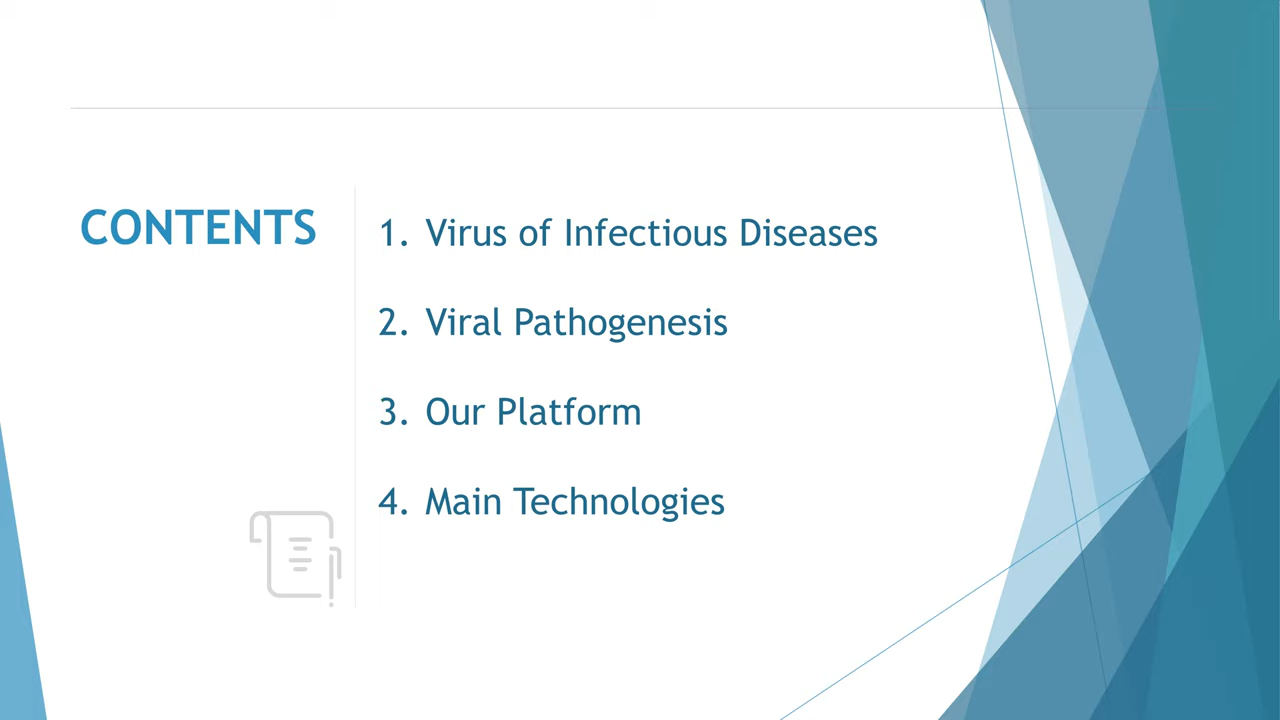 CONTENTS
1. Virus of Infectious Diseases
2. Viral Pathogenesis
3. Our Platform
4. Main Technologies